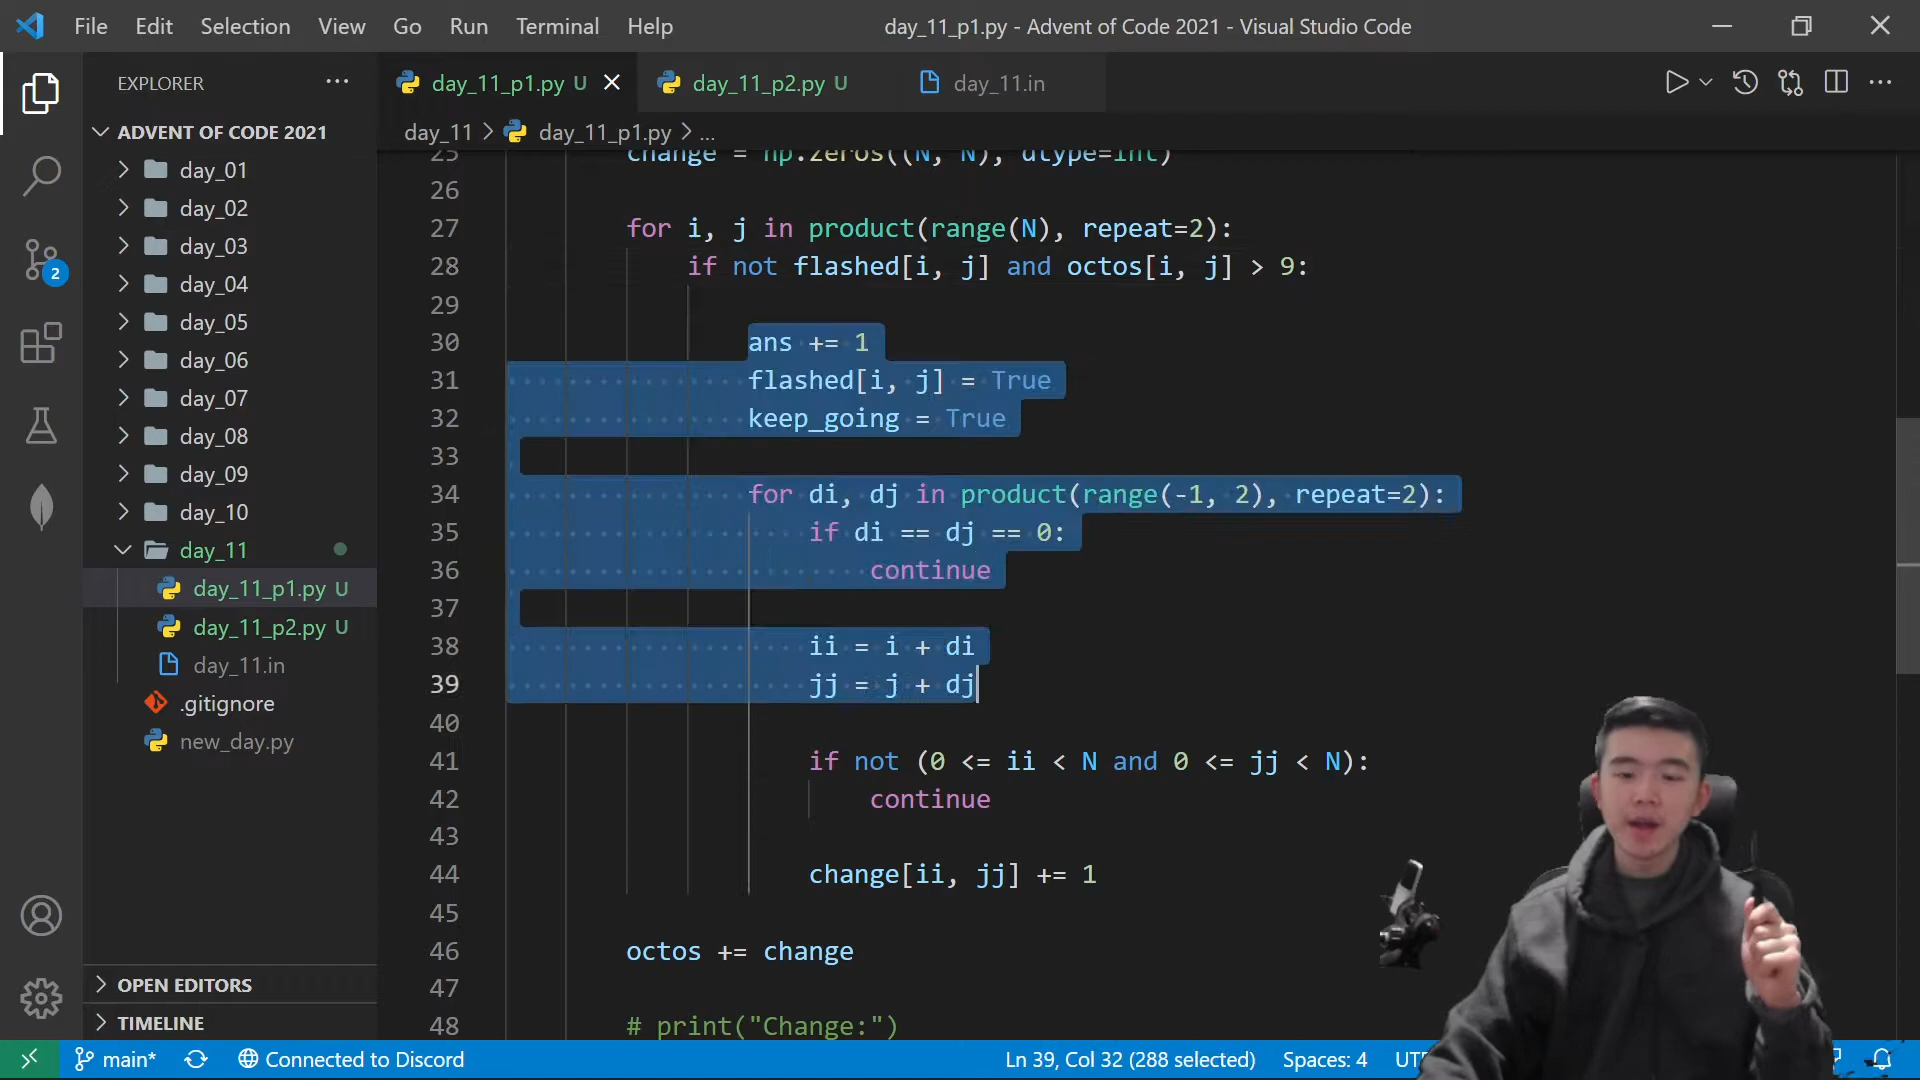 File Edit Selection View Go Run Terminal Help
day_11_p1.py - Advent of Code 2021 - Visual Studio Code
EXPLORER
day_11_p1.py U
day_11_p2.py U
day_11.in
ADVENT OF CODE 2021
day_11 > day_11_p1.py > ...
day_01
day_02
day_03
day_04
day_05
day_06
day_07
day_08
day_09
day_10
day_11
day_11_p1.py U
day_11_p2.py U
day_11.in
.gitignore
new_day.py
OPEN EDITORS
TIMELINE
2
25 change = np.zeros((N, N), dtype=int)
26
27 for i, j in product(range(N), repeat=2):
28 if not flashed[i, j] and octos[i, j] > 9:
29
30 ans += 1
31 flashed[i, j] = True
32 keep_going = True
33
34 for di, dj in product(range(-1, 2), repeat=2):
35 if di == dj == 0:
36 continue
37
38 ii = i + di
39 jj = j + dj
40
41 if not (0 <= ii < N and 0 <= jj < N):
42 continue
43
44 change[ii, jj] += 1
45
46 octos += change
47
48 # print("Change:")
main* Connected to Discord
Ln 39, Col 32 (288 selected) Spaces: 4